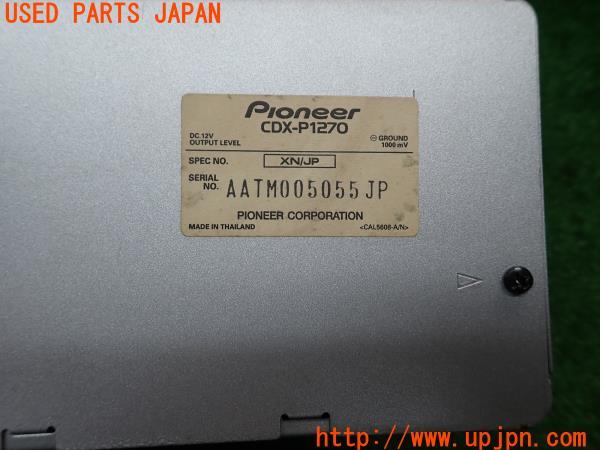 USED PARTS JAPAN
Pioneer
CDX-P1270
DC.12V
OUTPUT LEVEL
⊖ GROUND
1000 mV
SPEC NO. XN/JP
SERIAL NO. AATM005055JP
PIONEER CORPORATION
MADE IN THAILAND
<CAL5608-A/N>
UPJ http://www.upjpn.com